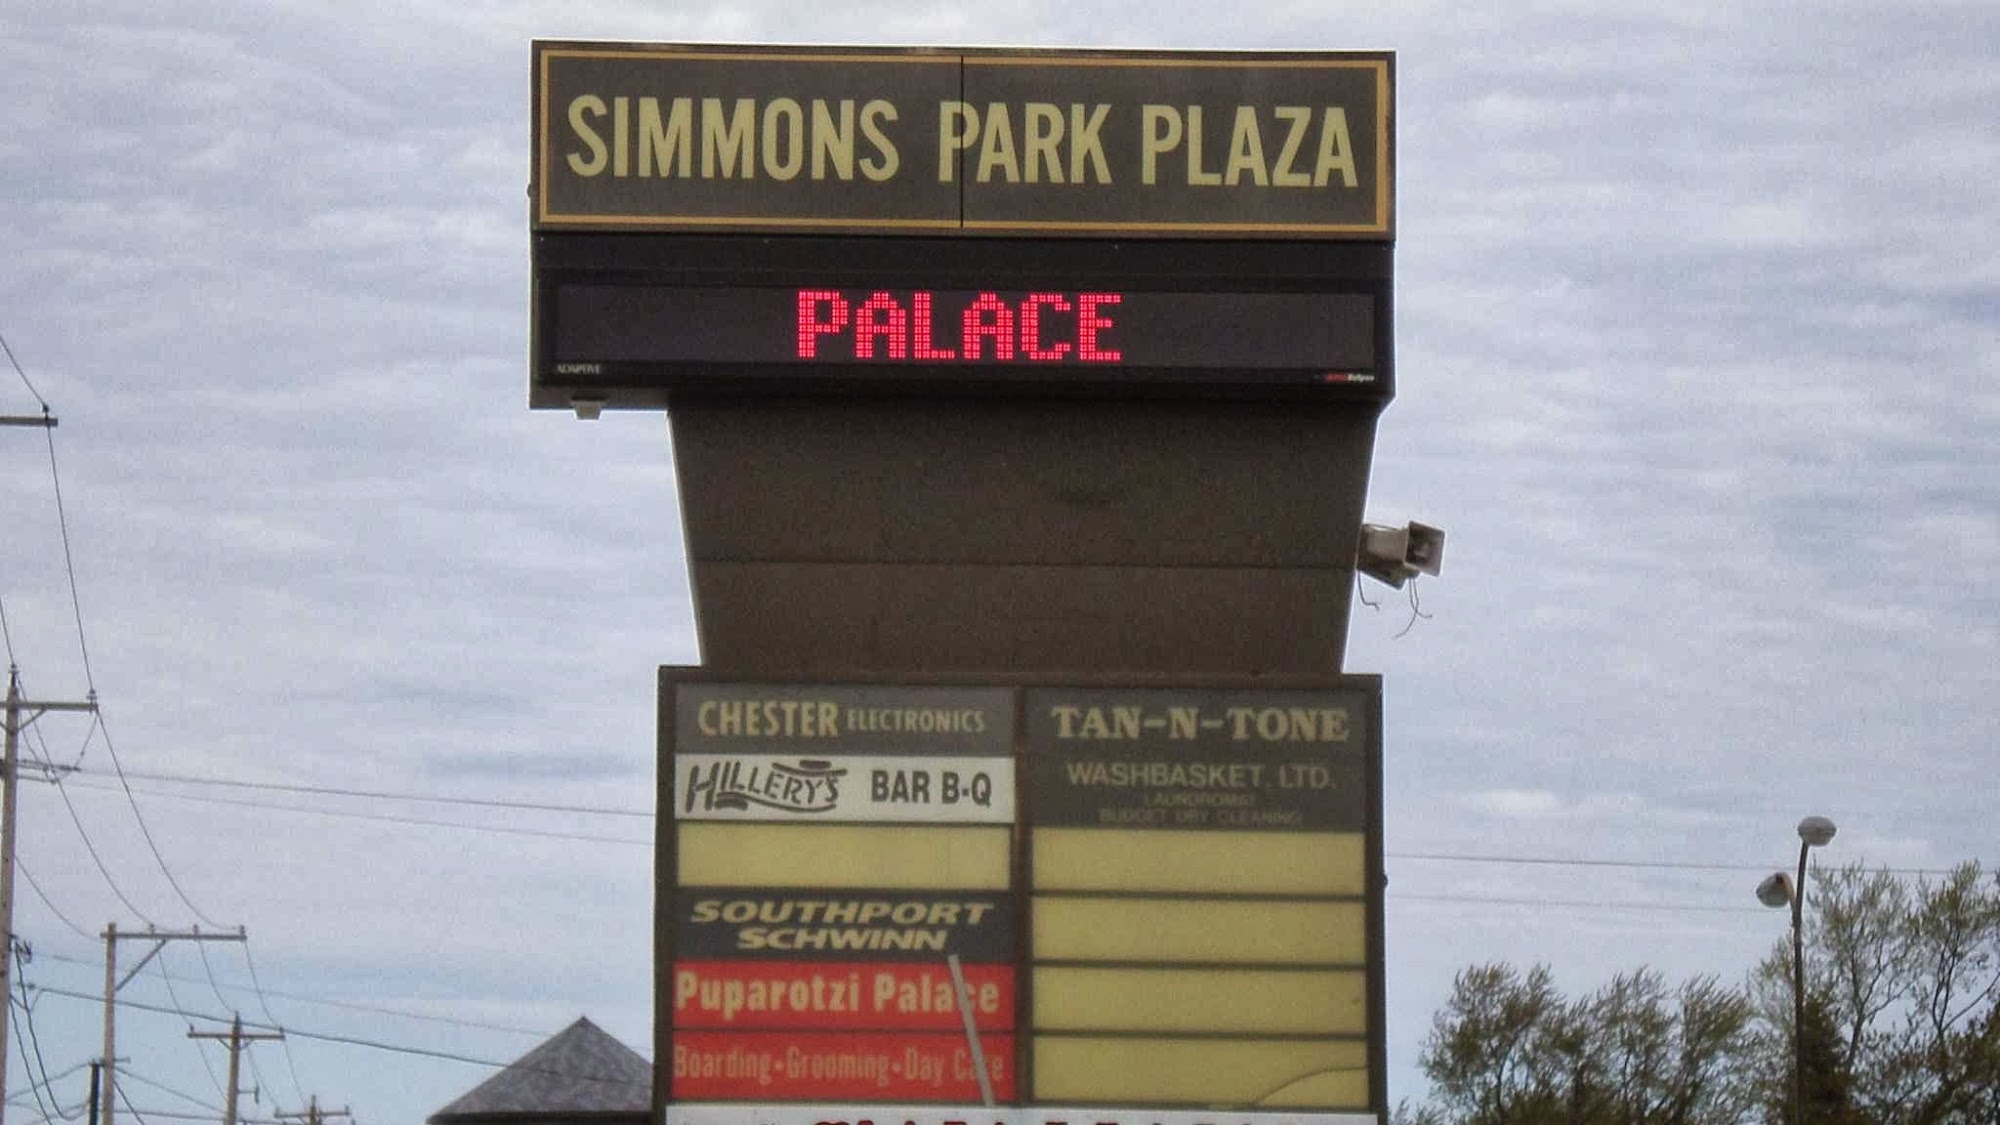 SIMMONS PARK PLAZA
PALACE
ADAPTIVE
CHESTER ELECTRONICS
HILLERY'S BAR B-Q
SOUTHPORT
SCHWINN
Puparotzi Palace
Boarding-Grooming-Day Care
TAN-N-TONE
WASHBASKET, LTD.
LAUNDROMAT
BUDGET DRY CLEANING